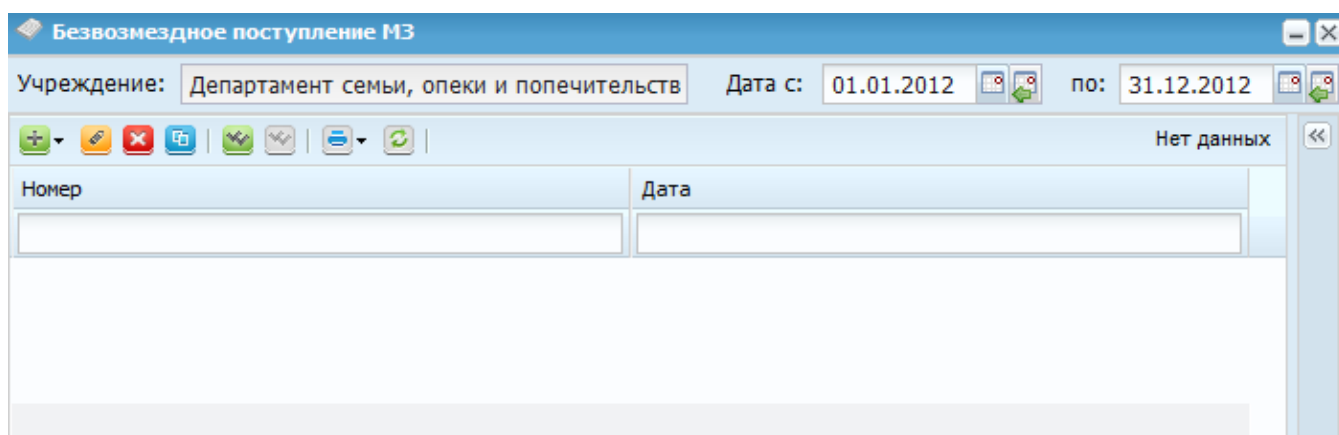 Безвозмездное поступление МЗ
Учреждение: Департамент семьи, опеки и попечительств Дата с: 01.01.2012 по: 31.12.2012
Нет данных
Номер Дата